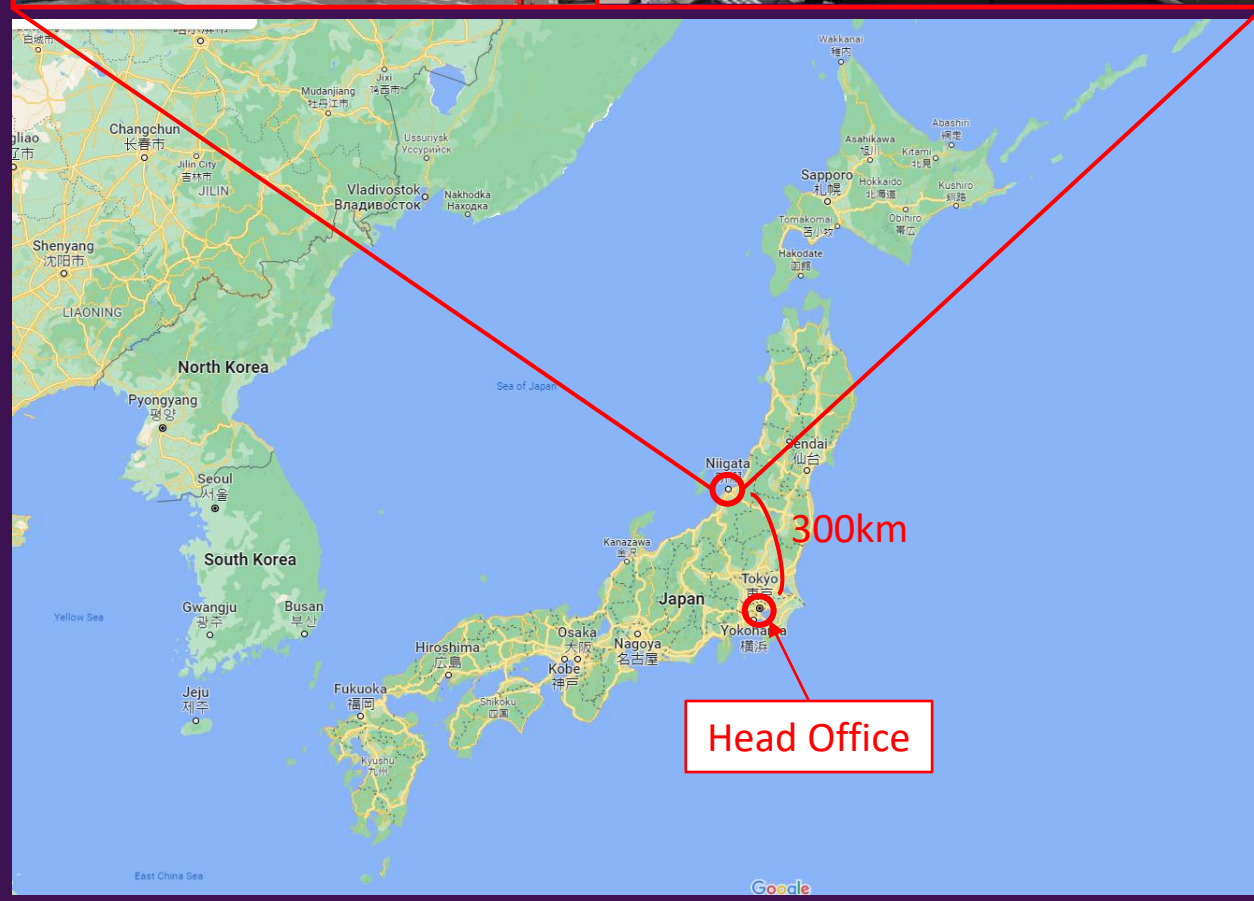 白城市
Wakkanai
稚内
Jixi
鸡西市
Mudanjiang
牡丹江市
Abashiri
網走
Changchun
长春市
Ussuriysk
Уссурийск
Asahikawa
旭川
Kitami
北見
Jilin City
吉林市
JILIN
Vladivostok
Владивосток
Nakhodka
Находка
Sapporo
札幌
Hokkaido
北海道
Kushiro
釧路
Tomakomai
苫小牧
Obihiro
帯広
Shenyang
沈阳市
Hakodate
函館
LIAONING
North Korea
Sea of Japan
Pyongyang
평양
Sendai
仙台
Niigata
Seoul
서울
300km
Kanazawa
金沢
South Korea
Tokyo
東京
Japan
Gwangju
광주
Busan
부산
Yellow Sea
Yokohama
横浜
Osaka
大阪
Nagoya
名古屋
Hiroshima
広島
Kobe
神戸
Jeju
제주
Fukuoka
福岡
Shikoku
四国
Head Office
Kyushu
九州
East China Sea
Google